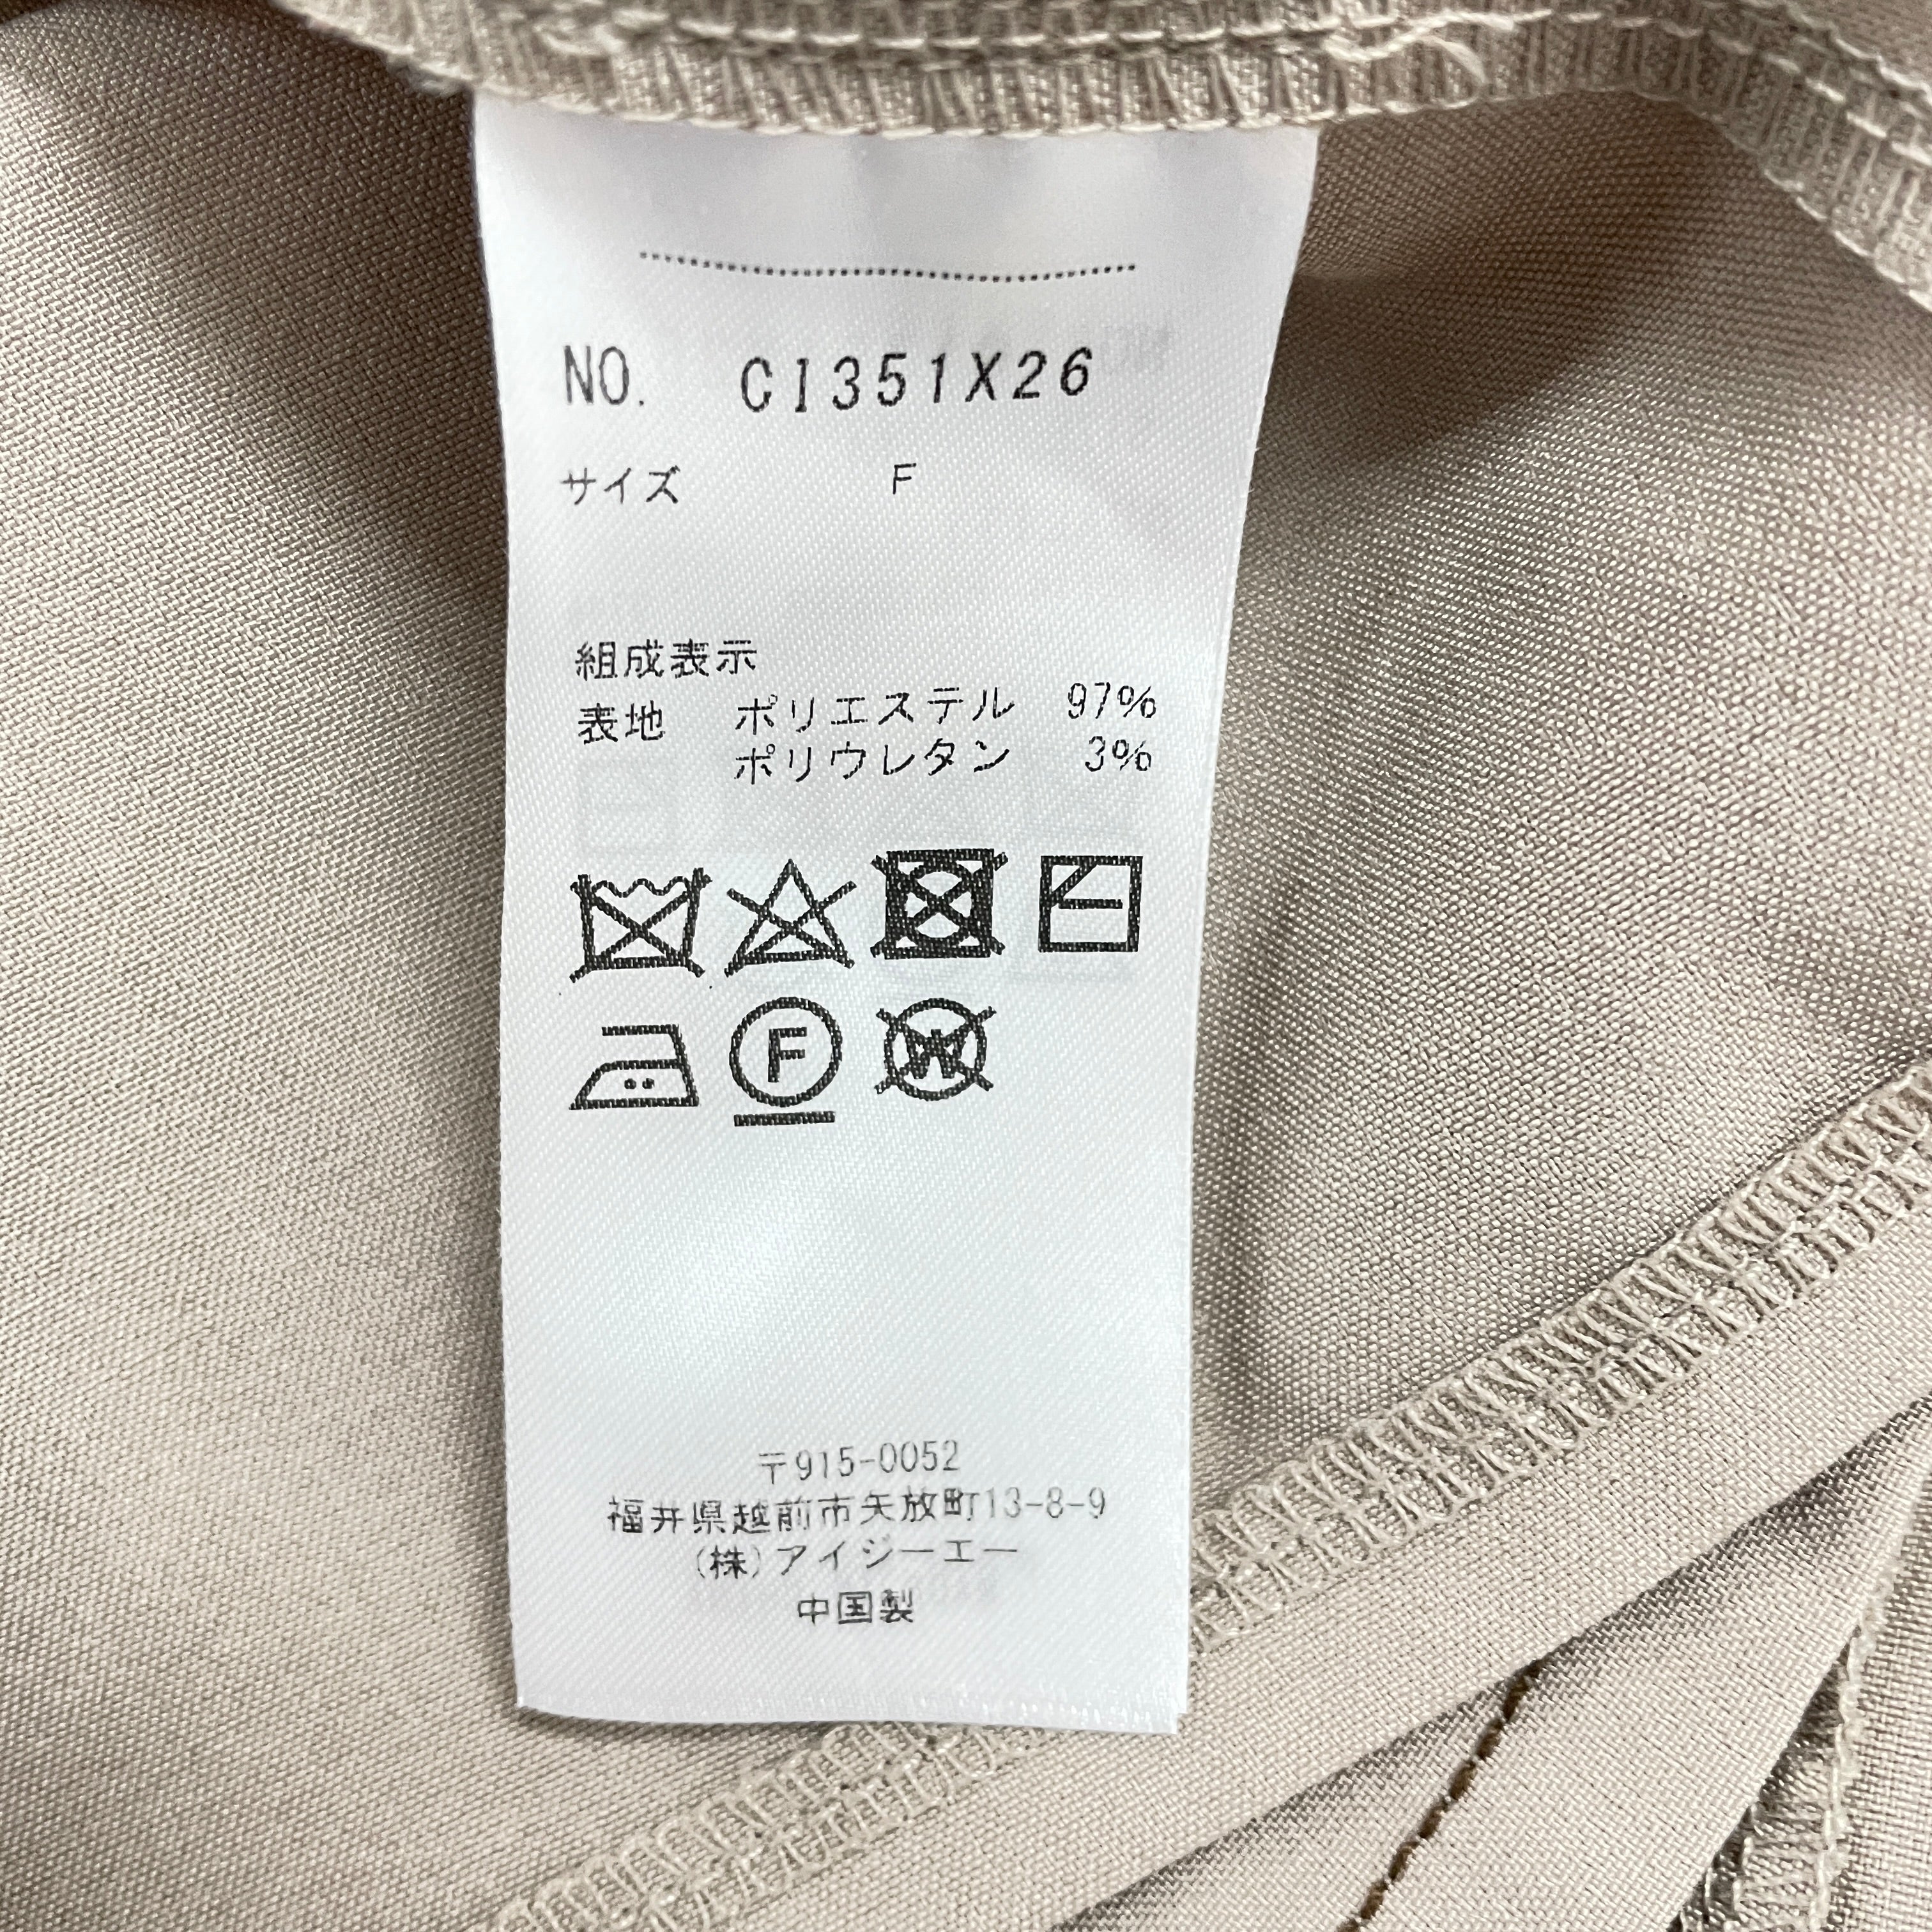 NO. CI351X26
サイズ F
組成表示
表地 ポリエステル 97%
ポリウレタン 3%
F
W
〒915-0052
福井県越前市矢放町13-8-9
(株)アイジーエー
中国製